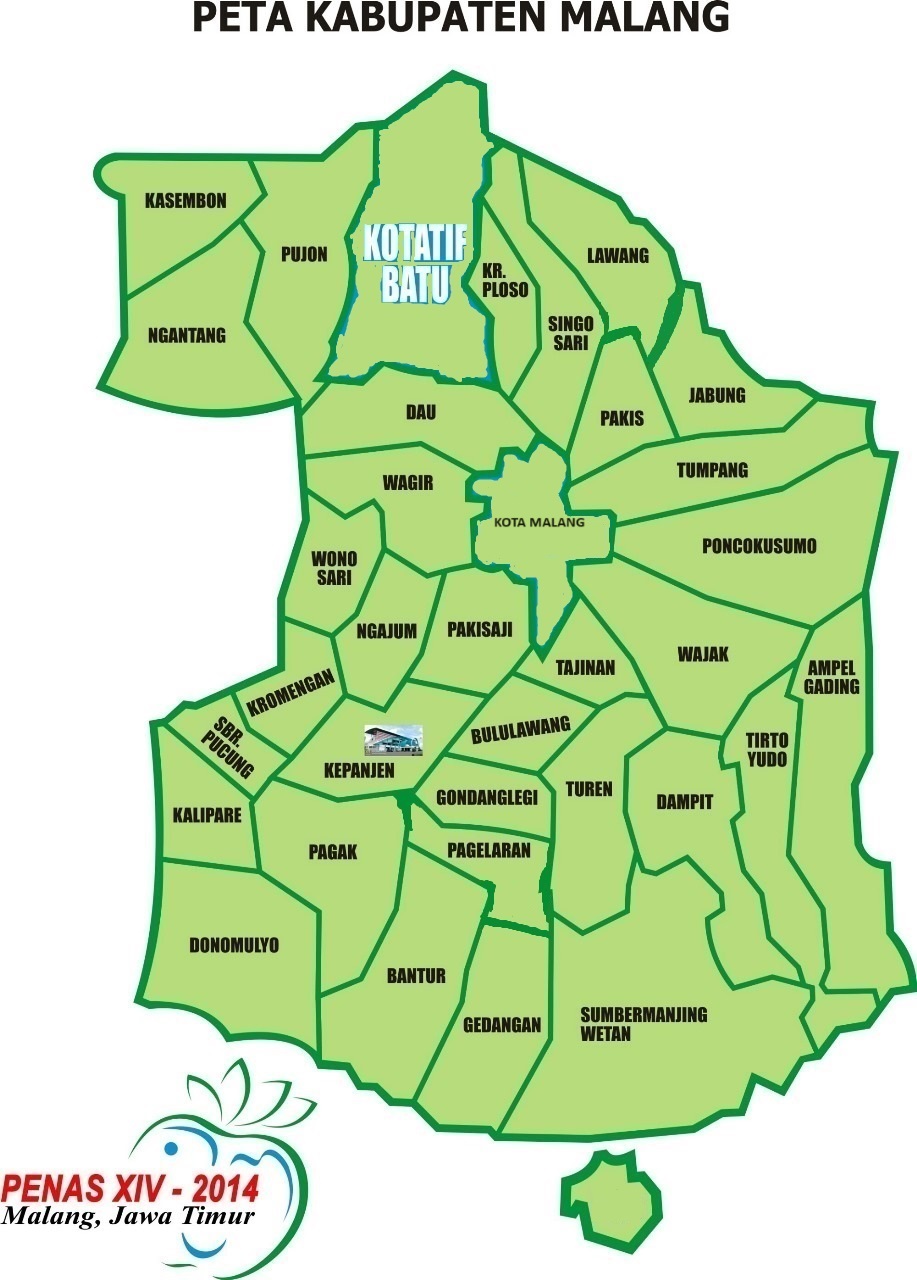 PETA KABUPATEN MALANG
KASEMBON
PUJON
KOTATIF
BATU
KR.
PLOSO
LAWANG
NGANTANG
SINGO
SARI
JABUNG
DAU
PAKIS
WAGIR
TUMPANG
KOTA MALANG
PONCOKUSUMO
WONO
SARI
NGAJUM
PAKISAJI
TAJINAN
WAJAK
AMPEL
GADING
KROMENGAN
SBR.
PUCUNG
BULULAWANG
TIRTO
YUDO
KEPANJEN
GONDANGLEGI
TUREN
DAMPIT
KALIPARE
PAGAK
PAGELARAN
DONOMULYO
BANTUR
GEDANGAN
SUMBERMANJING
WETAN
PENAS XIV - 2014
Malang, Jawa Timur